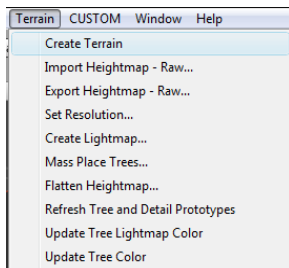 Terrain CUSTOM Window Help
Create Terrain
Import Heightmap - Raw...
Export Heightmap - Raw...
Set Resolution...
Create Lightmap...
Mass Place Trees...
Flatten Heightmap...
Refresh Tree and Detail Prototypes
Update Tree Lightmap Color
Update Tree Color